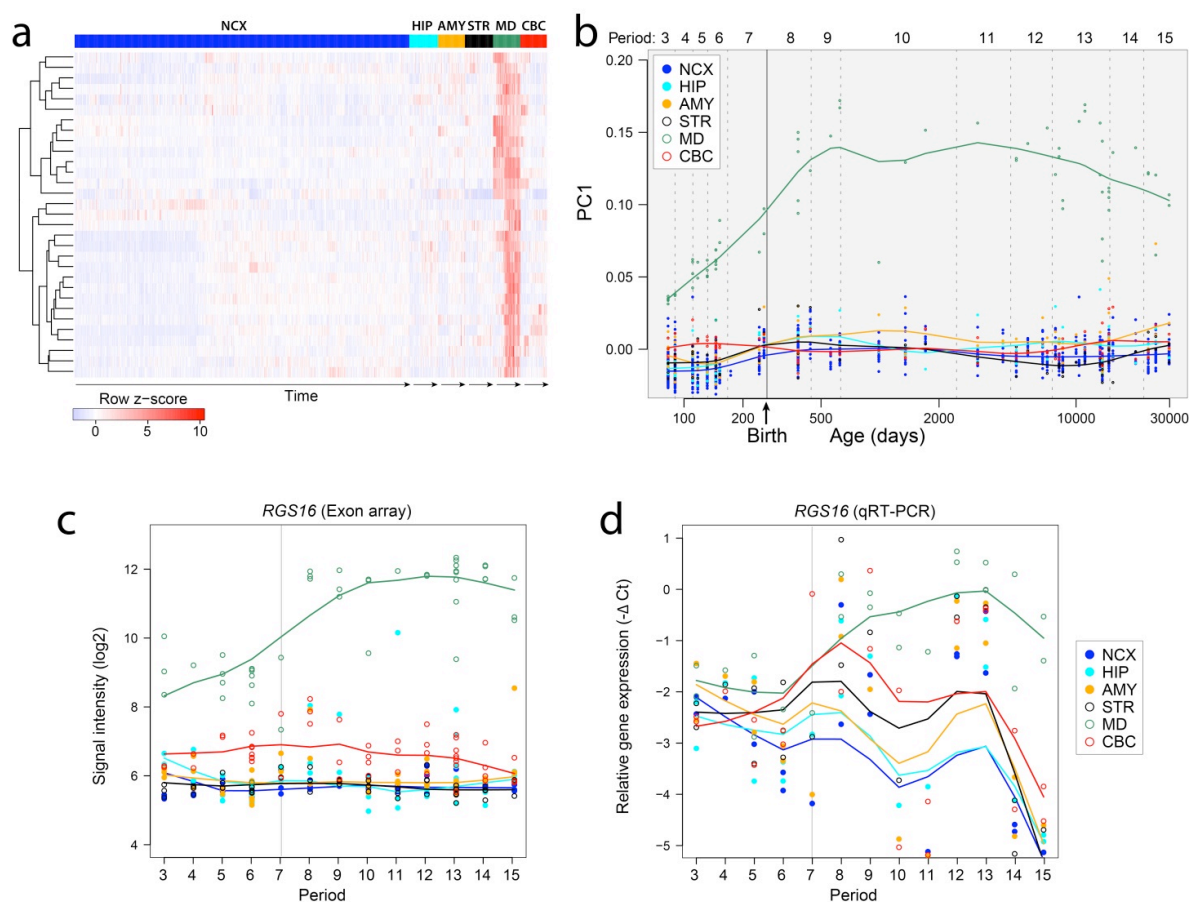 a
NCX HIP AMY STR MD CBC
Time
Row z−score
0 5 10
b
Period: 3 4 5 6 7 8 9 10 11 12 13 14 15
0.20
0.15
0.10
0.05
0.00
PC1
NCX
HIP
AMY
STR
MD
CBC
100 200 500 2000 10000 30000
Birth Age (days)
c
RGS16 (Exon array)
12
10
8
6
4
Signal intensity (log2)
3 4 5 6 7 8 9 10 11 12 13 14 15
Period
d
RGS16 (qRT-PCR)
1
0
−1
−2
−3
−4
−5
Relative gene expression (-Δ Ct)
3 4 5 6 7 8 9 10 11 12 13 14 15
Period
NCX
HIP
AMY
STR
MD
CBC